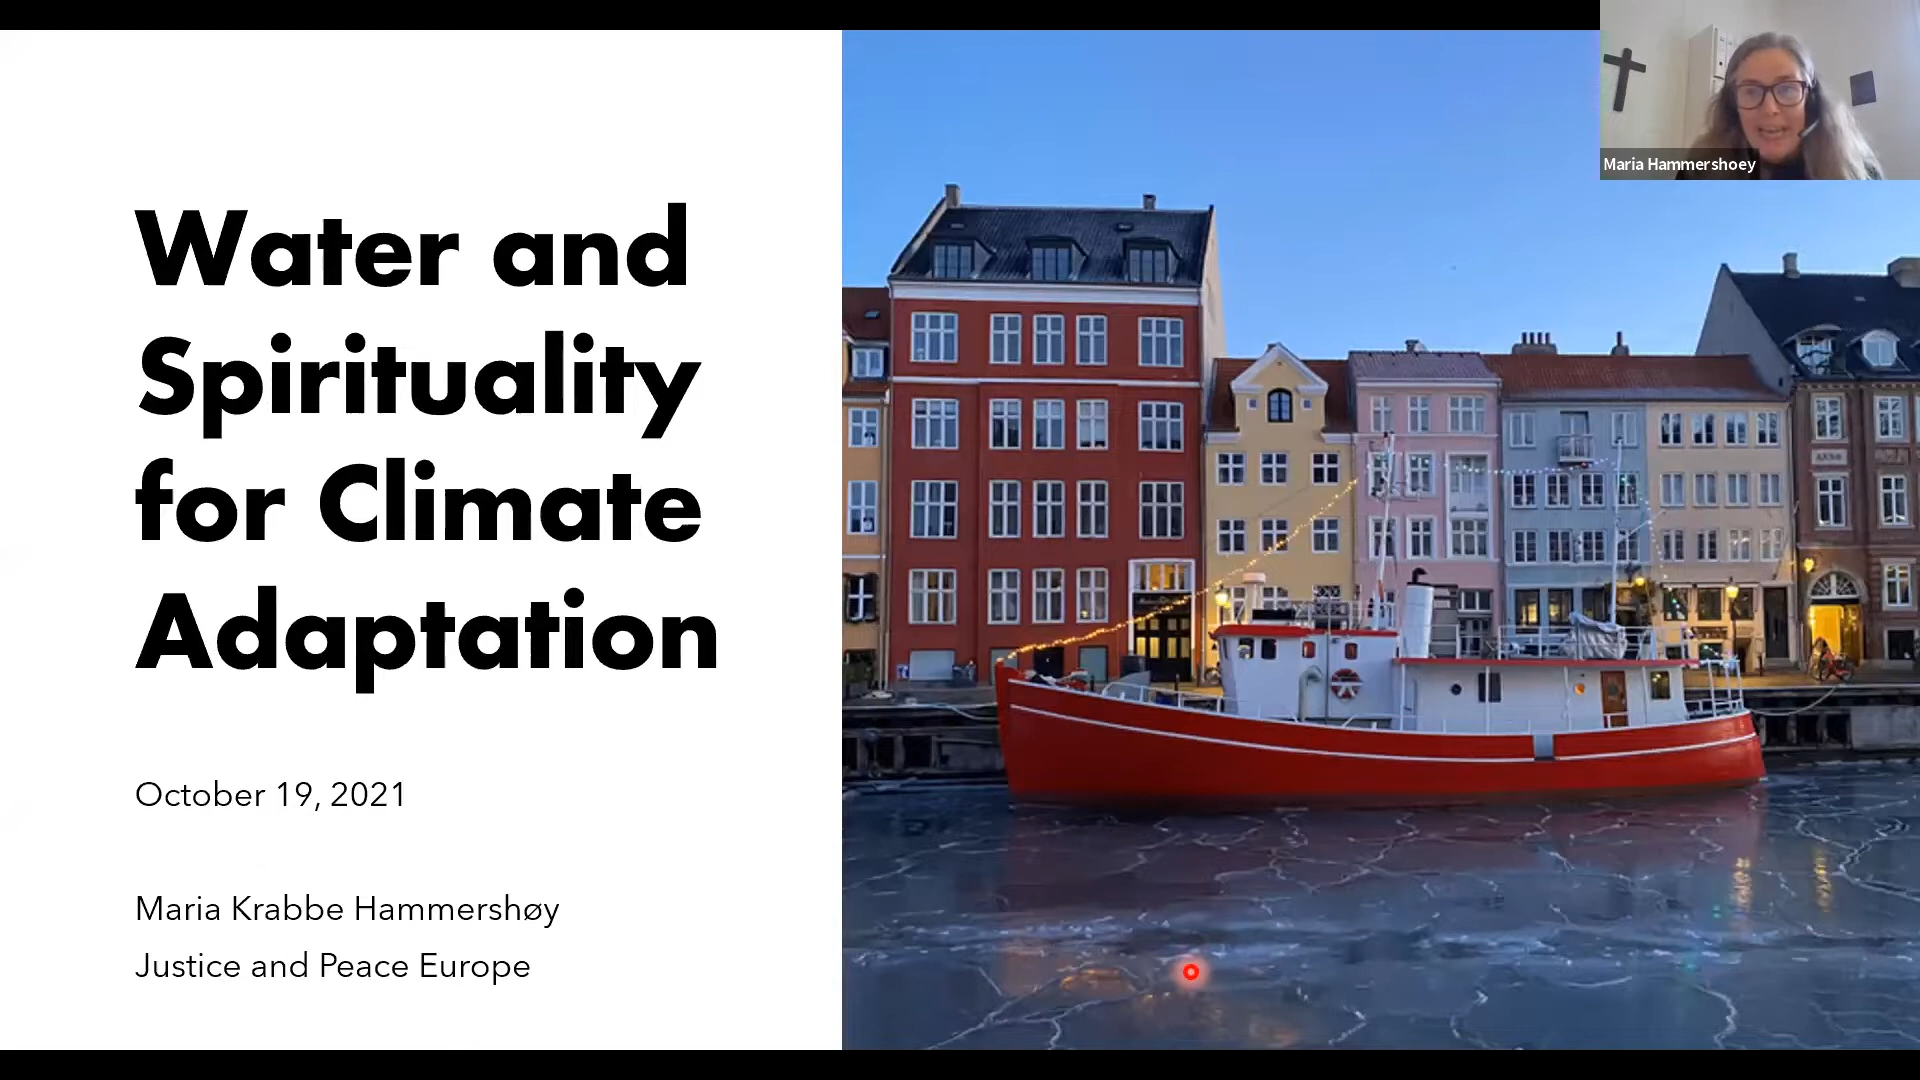 Water and
Spirituality
for Climate
Adaptation
October 19, 2021
Maria Krabbe Hammershøy
Justice and Peace Europe
Maria Hammershoey